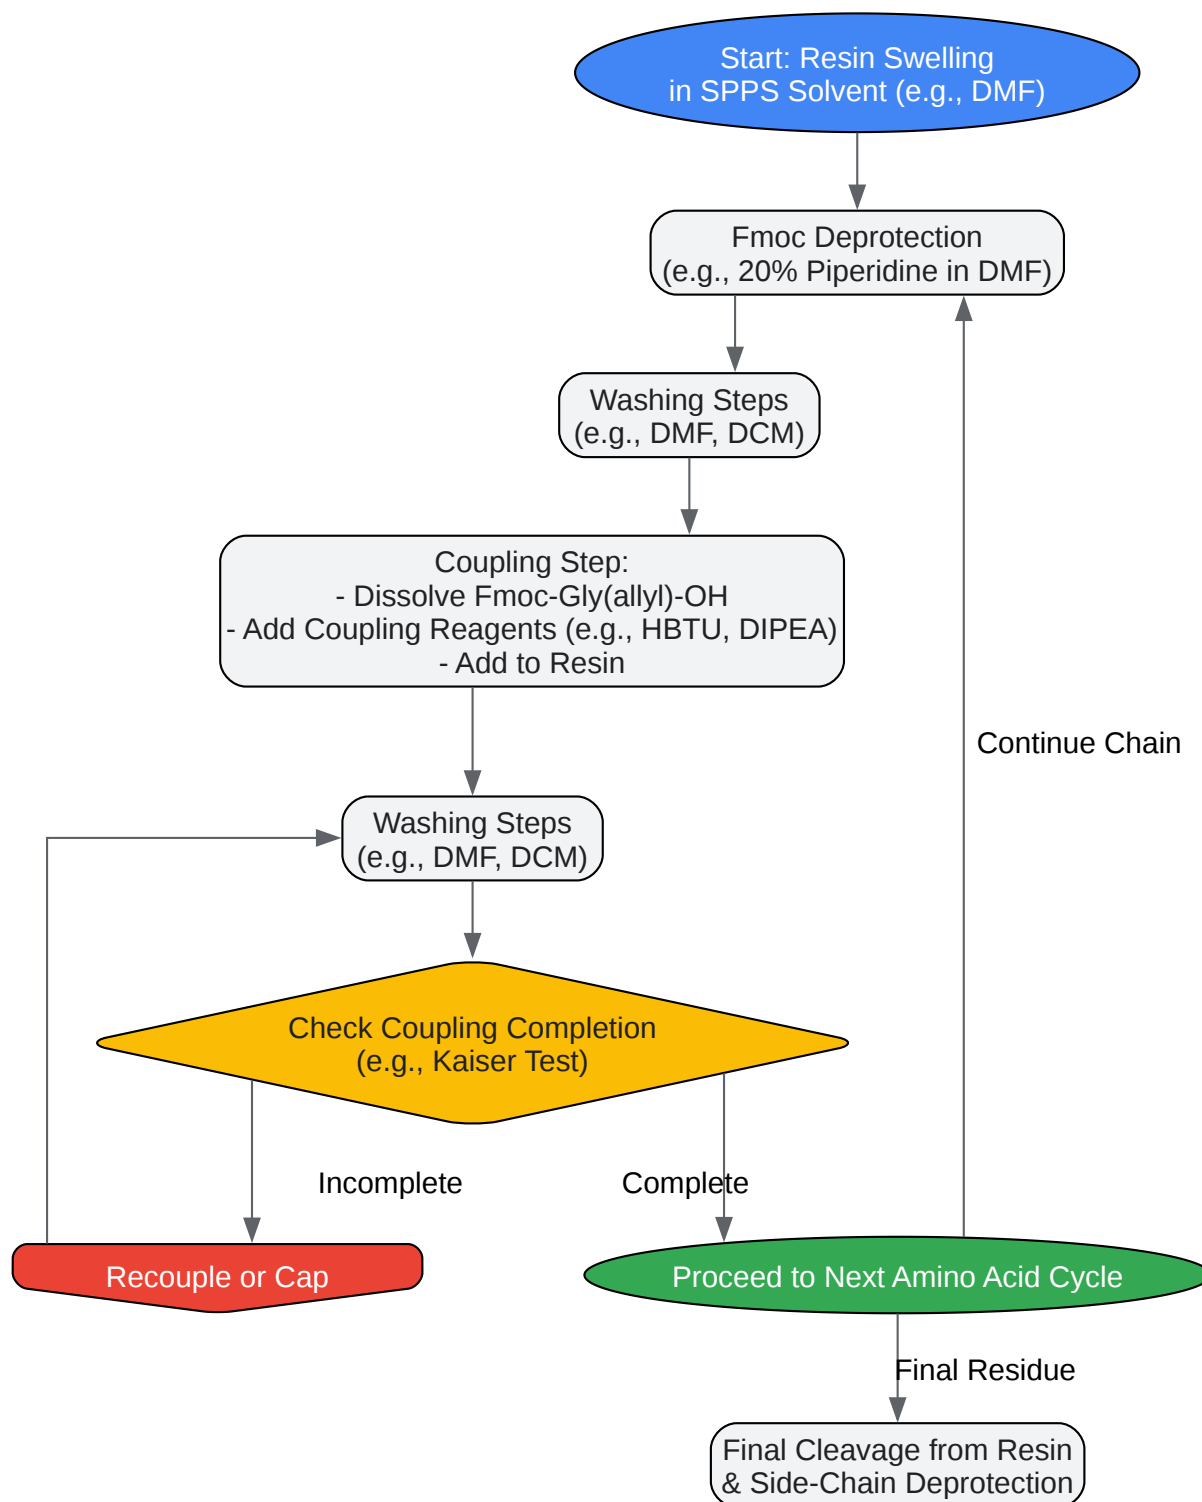 Start: Resin Swelling
in SPPS Solvent (e.g., DMF)
Fmoc Deprotection
(e.g., 20% Piperidine in DMF)
Washing Steps
(e.g., DMF, DCM)
Coupling Step:
- Dissolve Fmoc-Gly(allyl)-OH
- Add Coupling Reagents (e.g., HBTU, DIPEA)
- Add to Resin
Continue Chain
Washing Steps
(e.g., DMF, DCM)
Check Coupling Completion
(e.g., Kaiser Test)
Incomplete
Complete
Recouple or Cap
Proceed to Next Amino Acid Cycle
Final Residue
Final Cleavage from Resin
& Side-Chain Deprotection